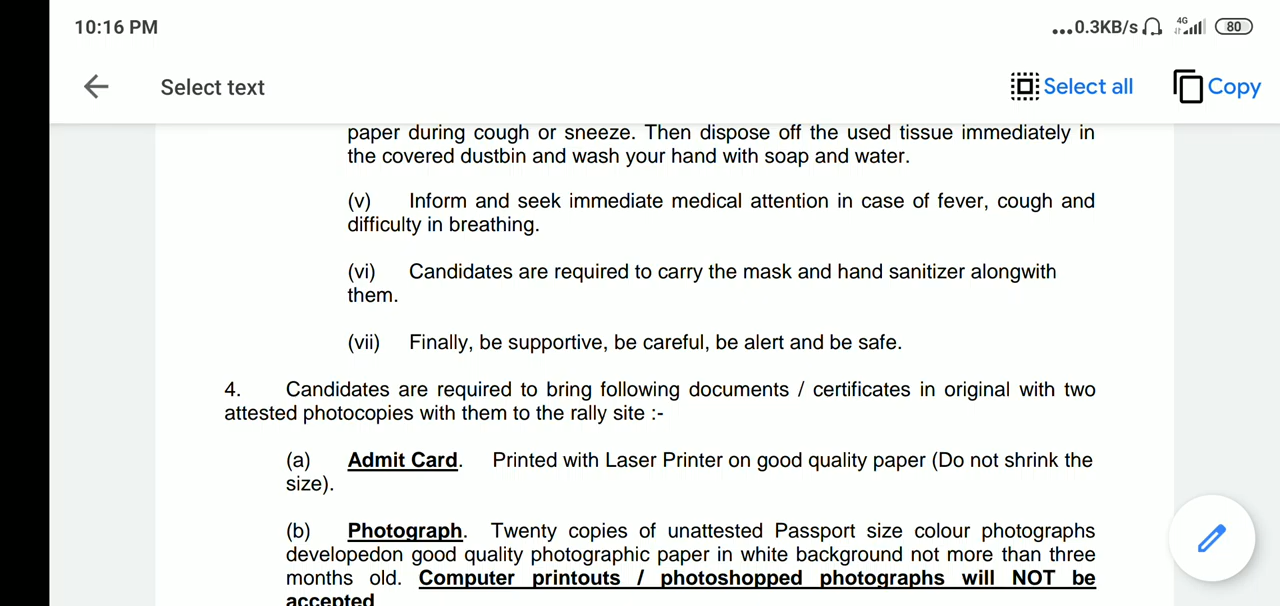 10:16 PM
...0.3KB/s 4G 80
Select text
Select all
Copy
paper during cough or sneeze. Then dispose off the used tissue immediately in
the covered dustbin and wash your hand with soap and water.
(v) Inform and seek immediate medical attention in case of fever, cough and
difficulty in breathing.
(vi) Candidates are required to carry the mask and hand sanitizer alongwith
them.
(vii) Finally, be supportive, be careful, be alert and be safe.
4. Candidates are required to bring following documents / certificates in original with two
attested photocopies with them to the rally site :-
(a) Admit Card. Printed with Laser Printer on good quality paper (Do not shrink the
size).
(b) Photograph. Twenty copies of unattested Passport size colour photographs
developedon good quality photographic paper in white background not more than three
months old. Computer printouts / photoshopped photographs will NOT be
accepted